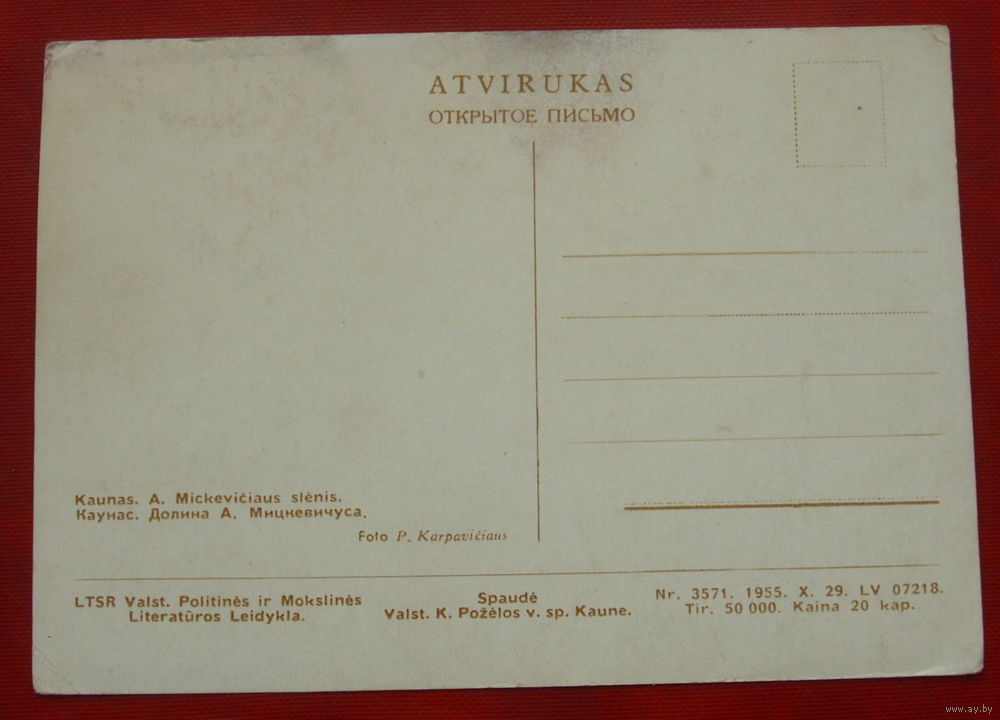 ATVIRUKAS
ОТКРЫТОЕ ПИСЬМО
Kaunas. A. Mickevičiaus slėnis.
Каунас. Долина А. Мицкевичуса.
Foto P. Karpavičiaus
LTSR Valst. Politinės ir Mokslinės
Literatūros Leidykla.
Spaudė
Valst. K. Požėlos v. sp. Kaune.
Nr. 3571. 1955. X. 29. LV 07218.
Tir. 50 000. Kaina 20 kap.
www.ay.by